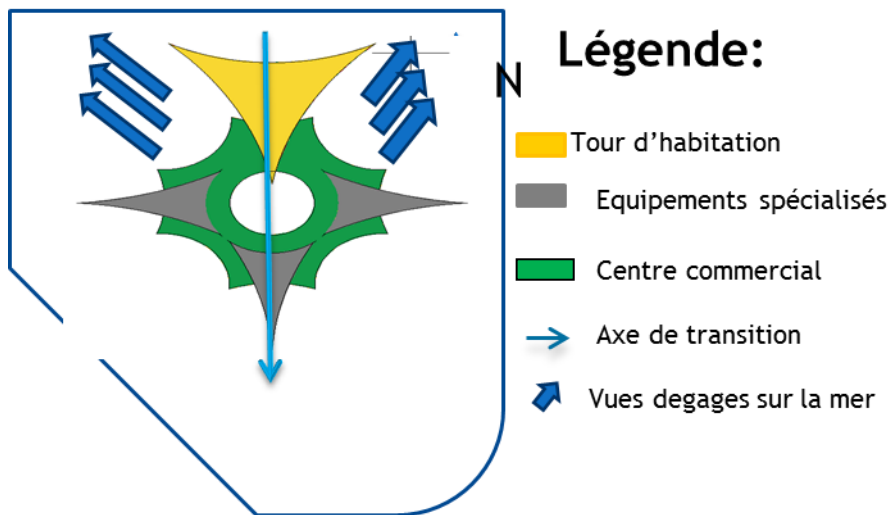 Légende:
N
Tour d’habitation
Equipements spécialisés
Centre commercial
Axe de transition
Vues degages sur la mer